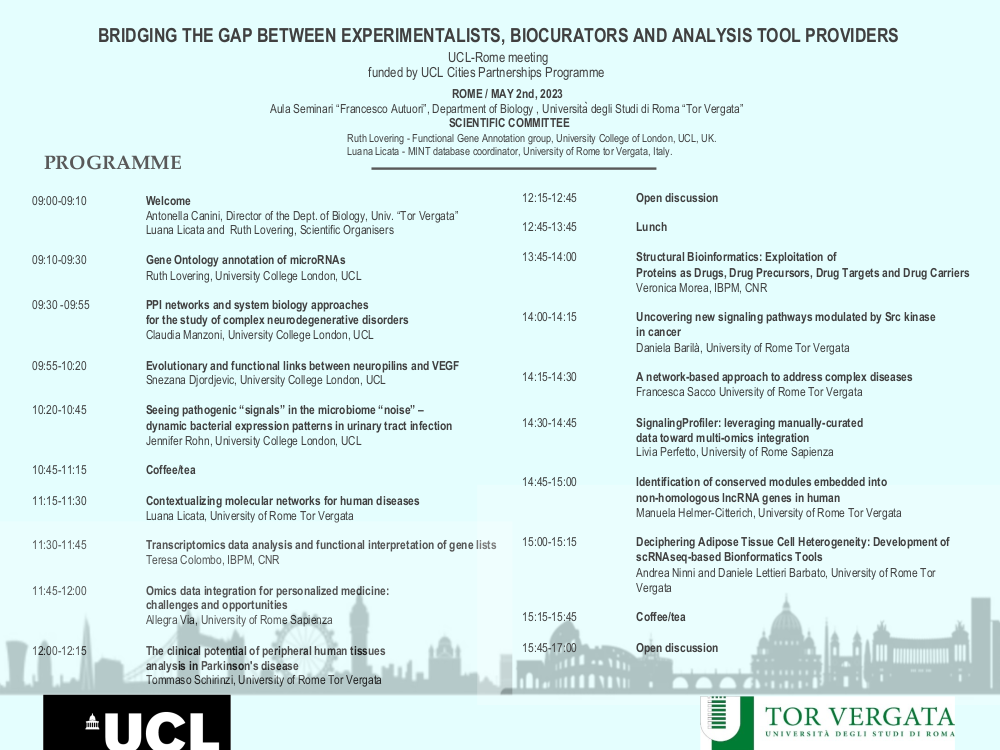 BRIDGING THE GAP BETWEEN EXPERIMENTALISTS, BIOCURATORS AND ANALYSIS TOOL PROVIDERS
UCL-Rome meeting
funded by UCL Cities Partnerships Programme
ROME / MAY 2nd, 2023
Aula Seminari “Francesco Autuori”, Department of Biology , Università degli Studi di Roma “Tor Vergata”
SCIENTIFIC COMMITTEE
Ruth Lovering - Functional Gene Annotation group, University College of London, UCL, UK.
Luana Licata - MINT database coordinator, University of Rome tor Vergata, Italy.
PROGRAMME
09:00-09:10 Welcome
Antonella Canini, Director of the Dept. of Biology, Univ. “Tor Vergata”
Luana Licata and Ruth Lovering, Scientific Organisers
09:10-09:30 Gene Ontology annotation of microRNAs
Ruth Lovering, University College London, UCL
09:30 -09:55 PPI networks and system biology approaches
for the study of complex neurodegenerative disorders
Claudia Manzoni, University College London, UCL
09:55-10:20 Evolutionary and functional links between neuropilins and VEGF
Snezana Djordjevic, University College London, UCL
10:20-10:45 Seeing pathogenic “signals” in the microbiome “noise” –
dynamic bacterial expression patterns in urinary tract infection
Jennifer Rohn, University College London, UCL
10:45-11:15 Coffee/tea
11:15-11:30 Contextualizing molecular networks for human diseases
Luana Licata, University of Rome Tor Vergata
11:30-11:45 Transcriptomics data analysis and functional interpretation of gene lists
Teresa Colombo, IBPM, CNR
11:45-12:00 Omics data integration for personalized medicine:
challenges and opportunities
Allegra Via, University of Rome Sapienza
12:00-12:15 The clinical potential of peripheral human tissues
analysis in Parkinson's disease
Tommaso Schirinzi, University of Rome Tor Vergata
12:15-12:45 Open discussion
12:45-13:45 Lunch
13:45-14:00 Structural Bioinformatics: Exploitation of
Proteins as Drugs, Drug Precursors, Drug Targets and Drug Carriers
Veronica Morea, IBPM, CNR
14:00-14:15 Uncovering new signaling pathways modulated by Src kinase
in cancer
Daniela Barilà, University of Rome Tor Vergata
14:15-14:30 A network-based approach to address complex diseases
Francesca Sacco University of Rome Tor Vergata
14:30-14:45 SignalingProfiler: leveraging manually-curated
data toward multi-omics integration
Livia Perfetto, University of Rome Sapienza
14:45-15:00 Identification of conserved modules embedded into
non-homologous lncRNA genes in human
Manuela Helmer-Citterich, University of Rome Tor Vergata
15:00-15:15 Deciphering Adipose Tissue Cell Heterogeneity: Development of
scRNAseq-based Bionformatics Tools
Andrea Ninni and Daniele Lettieri Barbato, University of Rome Tor
Vergata
15:15-15:45 Coffee/tea
15:45-17:00 Open discussion
UCL
TOR VERGATA
UNIVERSITÀ DEGLI STUDI DI ROMA